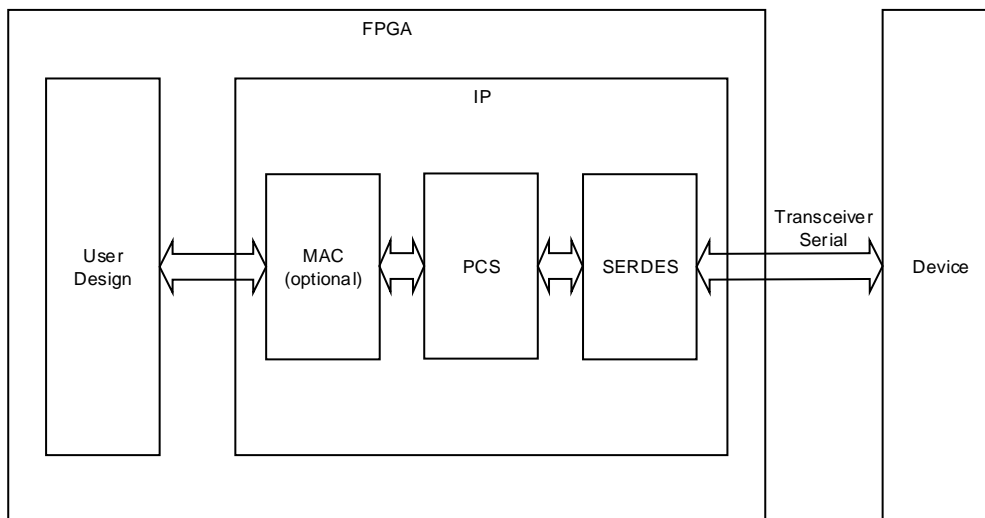 FPGA
IP
User
Design
MAC
(optional)
PCS
SERDES
Transceiver
Serial
Device